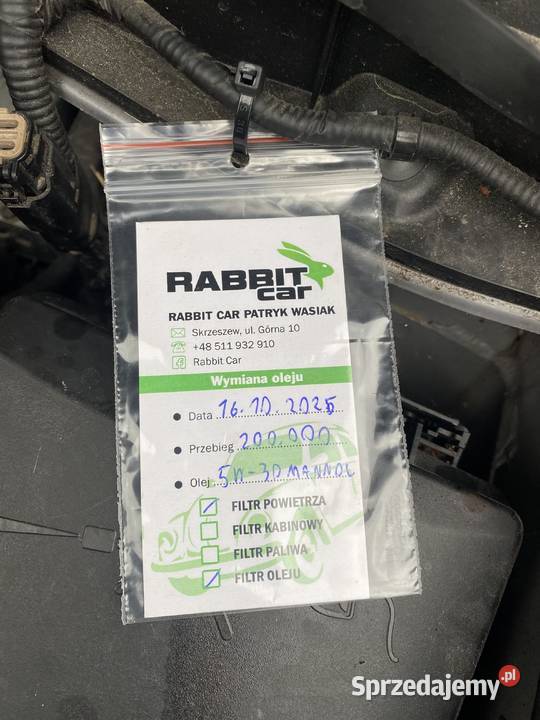 RABBIT
car
RABBIT CAR PATRYK WASIAK
Skrzeszew, ul. Górna 10
+48 511 932 910
Rabbit Car
Wymiana oleju
Data 16.10.2025
Przebieg 200.000
Olej 5W-30 MANNOL
FILTR POWIETRZA
FILTR KABINOWY
FILTR PALIWA
FILTR OLEJU
Sprzedajemy.pl